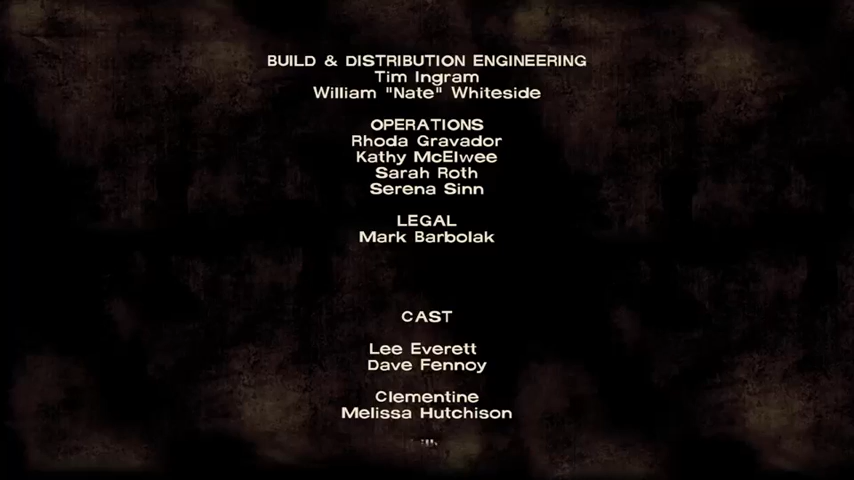 BUILD & DISTRIBUTION ENGINEERING
Tim Ingram
William "Nate" Whiteside
OPERATIONS
Rhoda Gravador
Kathy McElwee
Sarah Roth
Serena Sinn
LEGAL
Mark Barbolak
CAST
Lee Everett
Dave Fennoy
Clementine
Melissa Hutchison